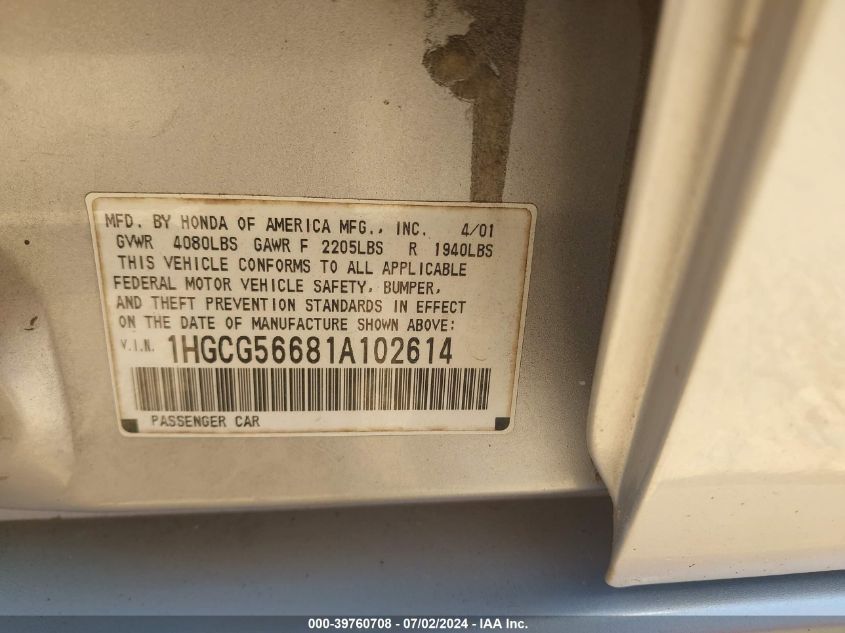 MFD. BY HONDA OF AMERICA MFG., INC. 4/01
GVWR 4080LBS GAWR F 2205LBS R 1940LBS
THIS VEHICLE CONFORMS TO ALL APPLICABLE
FEDERAL MOTOR VEHICLE SAFETY, BUMPER,
AND THEFT PREVENTION STANDARDS IN EFFECT
ON THE DATE OF MANUFACTURE SHOWN ABOVE:
V.I.N. 1HGCG56681A102614
PASSENGER CAR
000-39760708 - 07/02/2024 - IAA Inc.